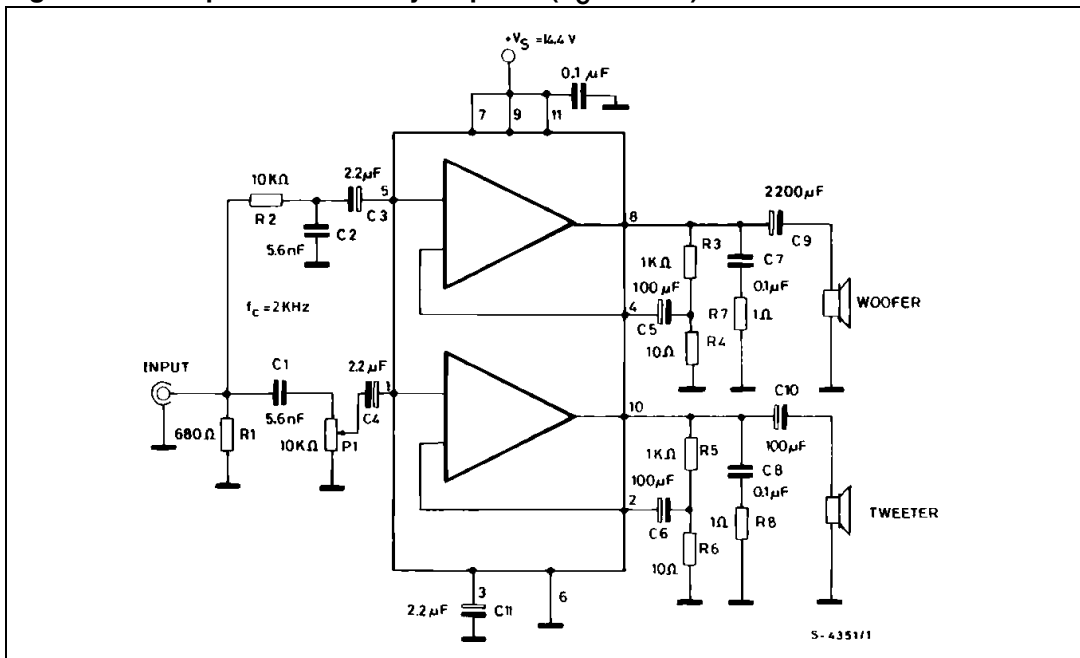 +VS =14.4 V
0.1 µF
7
9
11
10KΩ
R2
2.2µF
5
C3
C2
5.6nF
8
2200µF
C9
R3
1KΩ
C7
0.1µF
100µF
4
C5
R7
1Ω
R4
10Ω
WOOFER
fc =2KHz
INPUT
C1
5.6nF
2.2µF
1
C4
680Ω
R1
10KΩ
P1
10
C10
100µF
1KΩ
R5
C8
0.1µF
100µF
2
C6
1Ω
R8
R6
10Ω
TWEETER
3
2.2µF
C11
6
S-4351/1